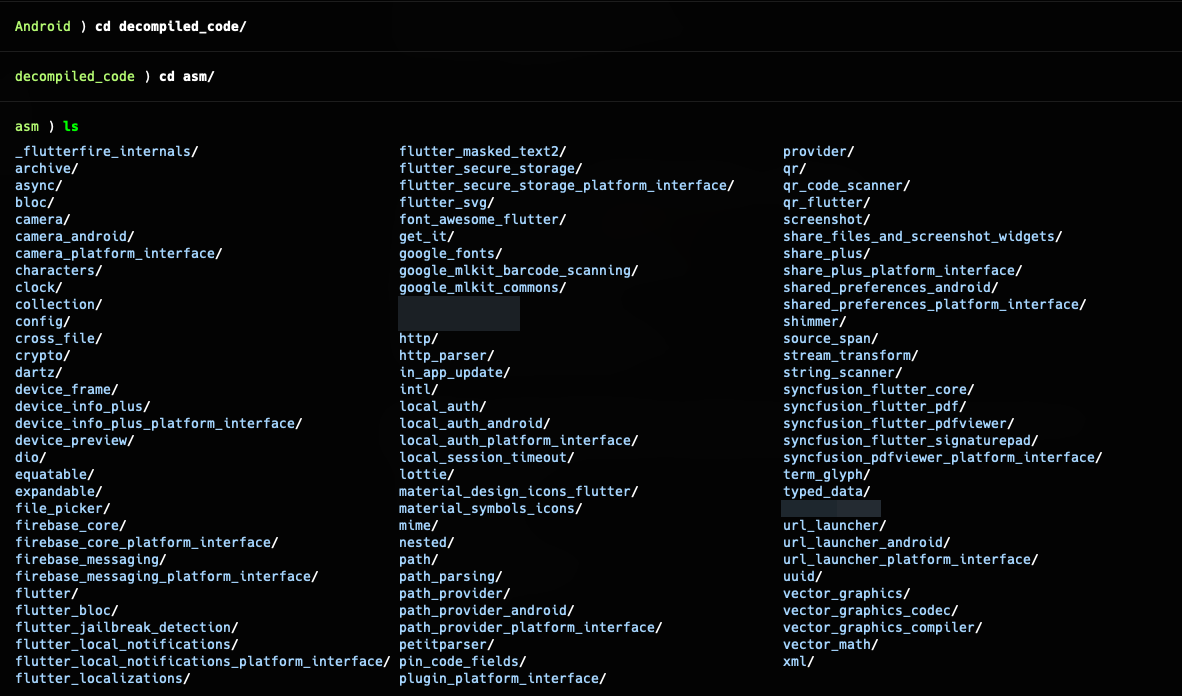 Android ) cd decompiled_code/
decompiled_code ) cd asm/
asm ) ls
_flutterfire_internals/
archive/
async/
bloc/
camera/
camera_android/
camera_platform_interface/
characters/
clock/
collection/
config/
cross_file/
crypto/
dartz/
device_frame/
device_info_plus/
device_info_plus_platform_interface/
device_preview/
dio/
equatable/
expandable/
file_picker/
firebase_core/
firebase_core_platform_interface/
firebase_messaging/
firebase_messaging_platform_interface/
flutter/
flutter_bloc/
flutter_jailbreak_detection/
flutter_local_notifications/
flutter_local_notifications_platform_interface/
flutter_localizations/
flutter_masked_text2/
flutter_secure_storage/
flutter_secure_storage_platform_interface/
flutter_svg/
font_awesome_flutter/
get_it/
google_fonts/
google_mlkit_barcode_scanning/
google_mlkit_commons/
http/
http_parser/
in_app_update/
intl/
local_auth/
local_auth_android/
local_auth_platform_interface/
local_session_timeout/
lottie/
material_design_icons_flutter/
material_symbols_icons/
mime/
nested/
path/
path_parsing/
path_provider/
path_provider_android/
path_provider_platform_interface/
petitparser/
pin_code_fields/
plugin_platform_interface/
provider/
qr/
qr_code_scanner/
qr_flutter/
screenshot/
share_files_and_screenshot_widgets/
share_plus/
share_plus_platform_interface/
shared_preferences_android/
shared_preferences_platform_interface/
shimmer/
source_span/
stream_transform/
string_scanner/
syncfusion_flutter_core/
syncfusion_flutter_pdf/
syncfusion_flutter_pdfviewer/
syncfusion_flutter_signaturepad/
syncfusion_pdfviewer_platform_interface/
term_glyph/
typed_data/
url_launcher/
url_launcher_android/
url_launcher_platform_interface/
uuid/
vector_graphics/
vector_graphics_codec/
vector_graphics_compiler/
vector_math/
xml/